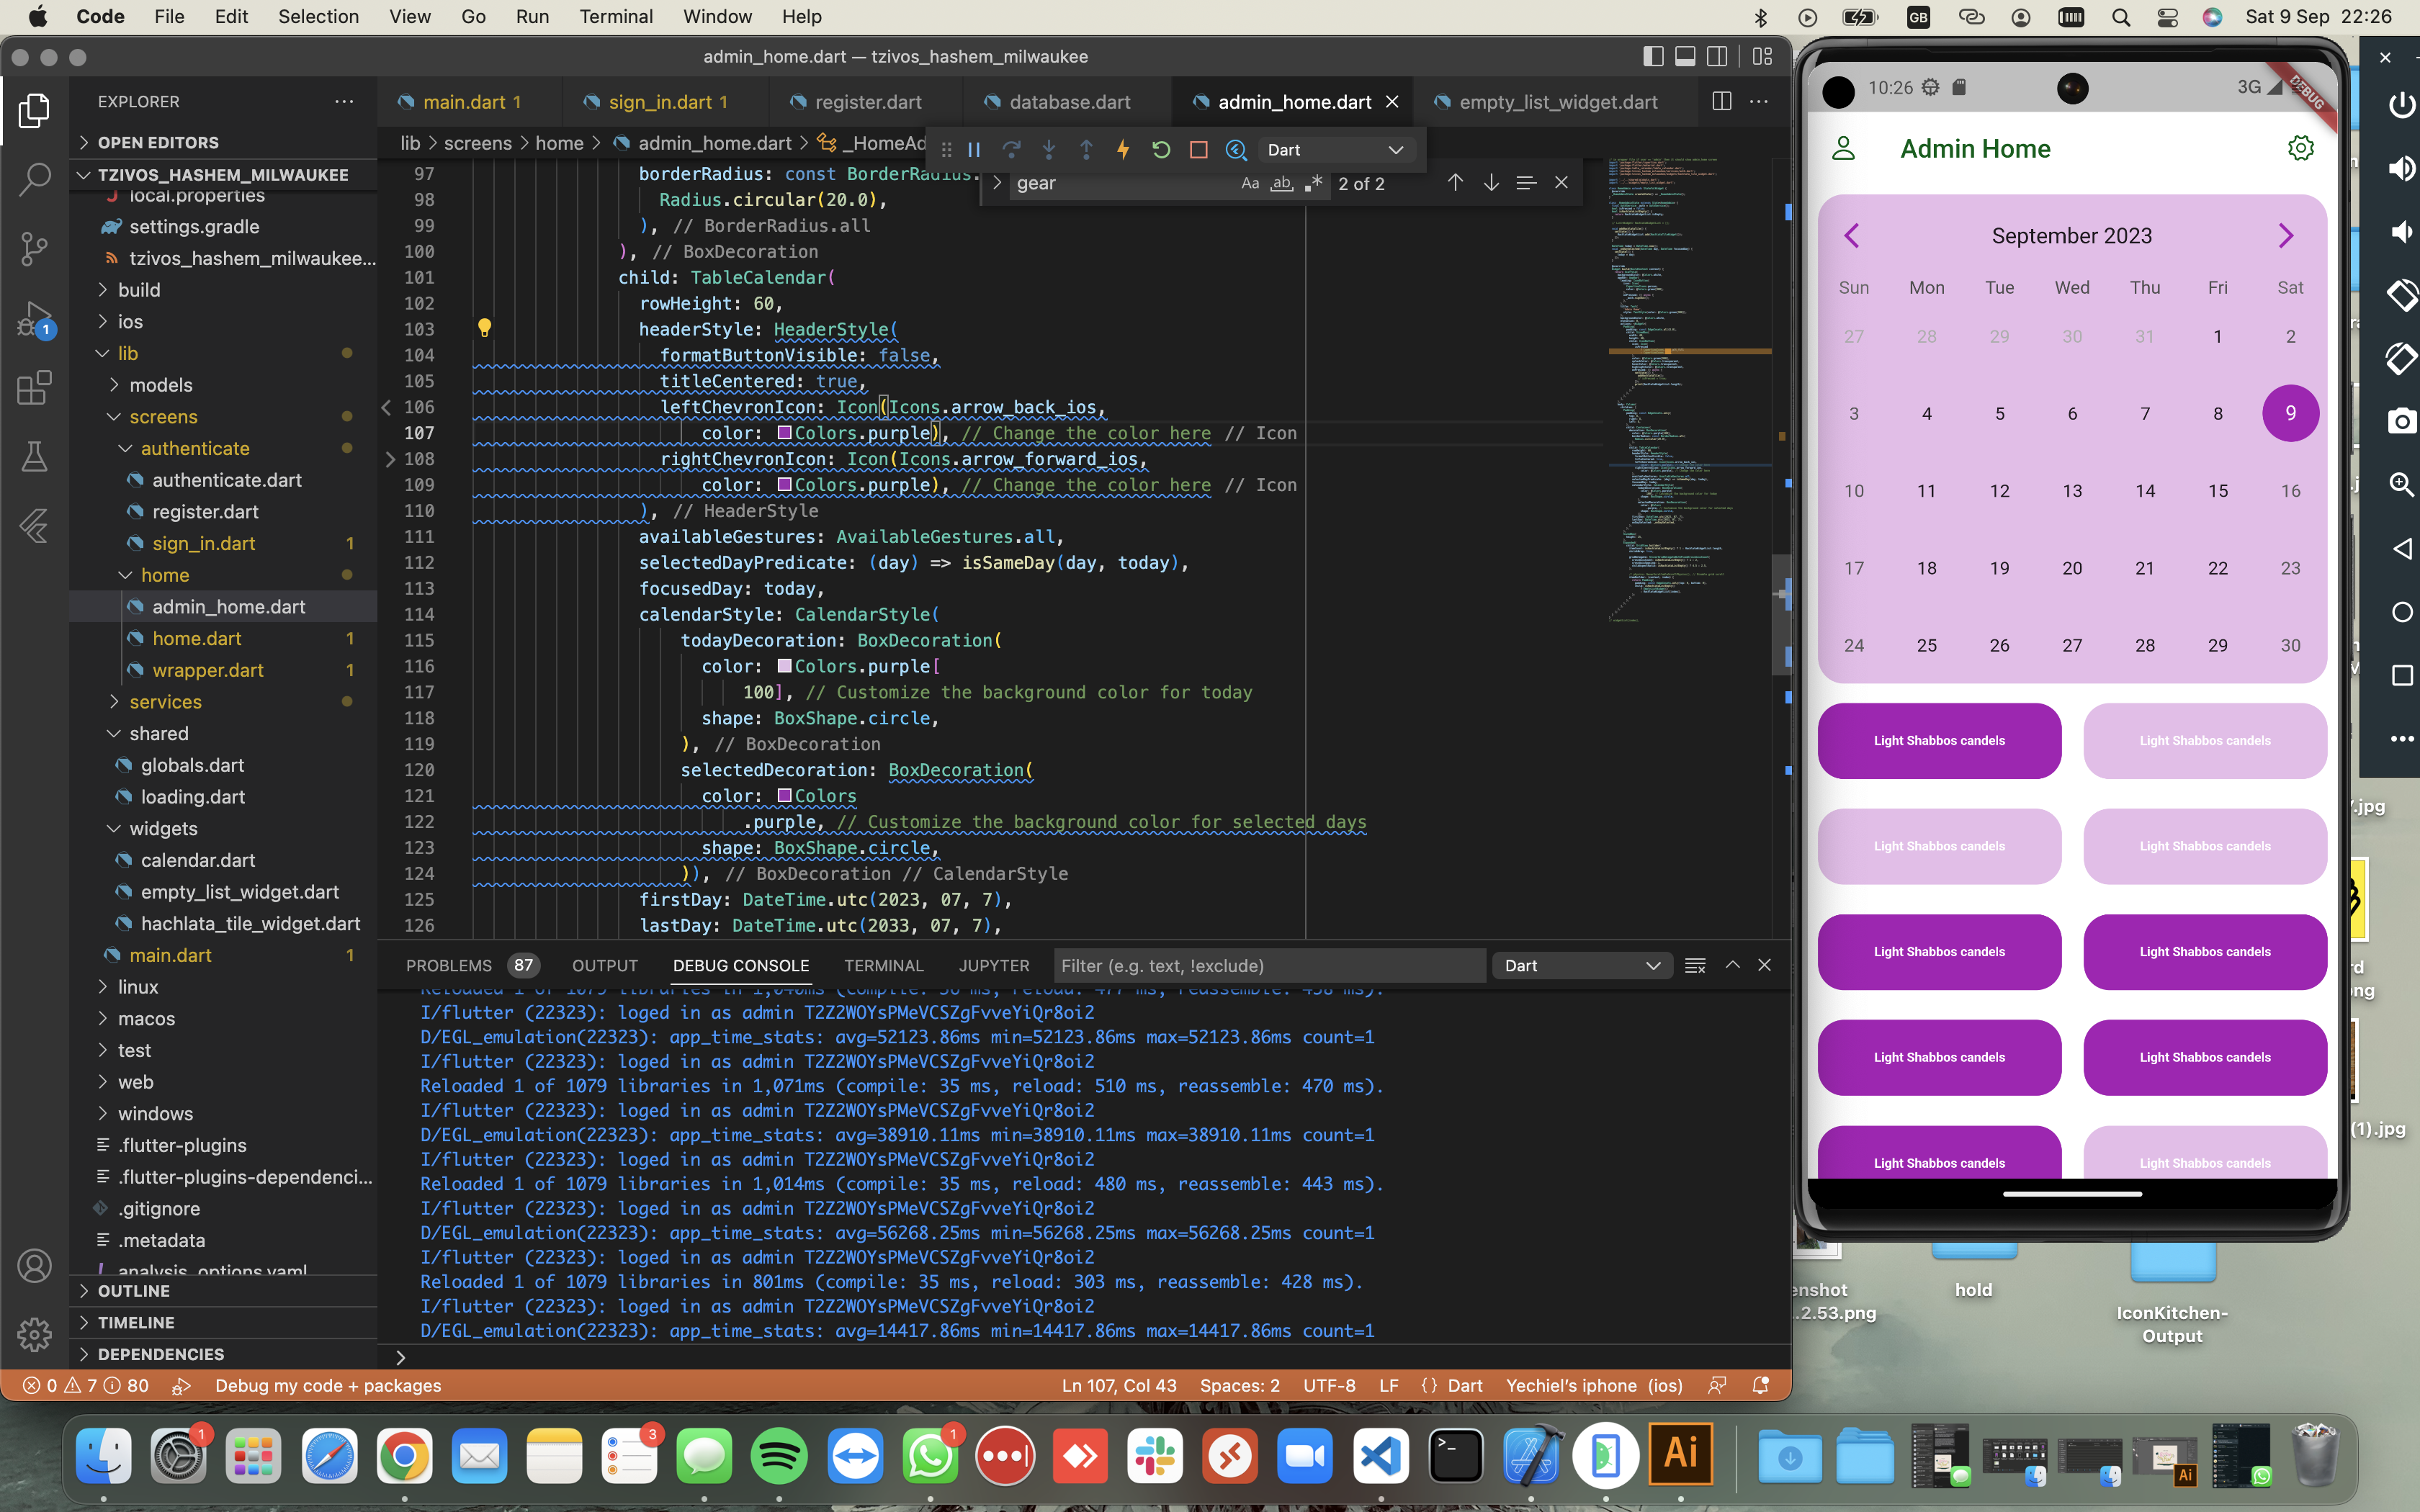 Code File Edit Selection View Go Run Terminal Window Help
GB Sat 9 Sep 22:26
admin_home.dart — tzivos_hashem_milwaukee
EXPLORER
OPEN EDITORS
TZIVOS_HASHEM_MILWAUKEE
local.properties
settings.gradle
tzivos_hashem_milwaukee...
build
ios
lib
models
screens
authenticate
authenticate.dart
register.dart
sign_in.dart 1
home
admin_home.dart
home.dart 1
wrapper.dart 1
services
shared
globals.dart
loading.dart
widgets
calendar.dart
empty_list_widget.dart
hachlata_tile_widget.dart
main.dart 1
linux
macos
test
web
windows
.flutter-plugins
.flutter-plugins-dependenci...
.gitignore
.metadata
analysis_options.yaml
OUTLINE
TIMELINE
DEPENDENCIES
1
main.dart 1 sign_in.dart 1 register.dart database.dart admin_home.dart empty_list_widget.dart
lib > screens > home > admin_home.dart > _HomeAd
Dart
gear Aa ab 2 of 2
97 borderRadius: const BorderRadius.
98 Radius.circular(20.0),
99 ), // BorderRadius.all
100 ), // BoxDecoration
101 child: TableCalendar(
102 rowHeight: 60,
103 headerStyle: HeaderStyle(
104 formatButtonVisible: false,
105 titleCentered: true,
106 leftChevronIcon: Icon(Icons.arrow_back_ios,
107 color: Colors.purple), // Change the color here // Icon
108 rightChevronIcon: Icon(Icons.arrow_forward_ios,
109 color: Colors.purple), // Change the color here // Icon
110 ), // HeaderStyle
111 availableGestures: AvailableGestures.all,
112 selectedDayPredicate: (day) => isSameDay(day, today),
113 focusedDay: today,
114 calendarStyle: CalendarStyle(
115 todayDecoration: BoxDecoration(
116 color: Colors.purple[
117 100], // Customize the background color for today
118 shape: BoxShape.circle,
119 ), // BoxDecoration
120 selectedDecoration: BoxDecoration(
121 color: Colors
122 .purple, // Customize the background color for selected days
123 shape: BoxShape.circle,
124 )), // BoxDecoration // CalendarStyle
125 firstDay: DateTime.utc(2023, 07, 7),
126 lastDay: DateTime.utc(2033, 07, 7),
PROBLEMS 87 OUTPUT DEBUG CONSOLE TERMINAL JUPYTER Filter (e.g. text, !exclude) Dart
I/flutter (22323): loged in as admin T2Z2WOYsPMeVCSZgFvveYiQr8oi2
D/EGL_emulation(22323): app_time_stats: avg=52123.86ms min=52123.86ms max=52123.86ms count=1
I/flutter (22323): loged in as admin T2Z2WOYsPMeVCSZgFvveYiQr8oi2
Reloaded 1 of 1079 libraries in 1,071ms (compile: 35 ms, reload: 510 ms, reassemble: 470 ms).
I/flutter (22323): loged in as admin T2Z2WOYsPMeVCSZgFvveYiQr8oi2
D/EGL_emulation(22323): app_time_stats: avg=38910.11ms min=38910.11ms max=38910.11ms count=1
I/flutter (22323): loged in as admin T2Z2WOYsPMeVCSZgFvveYiQr8oi2
Reloaded 1 of 1079 libraries in 1,014ms (compile: 35 ms, reload: 480 ms, reassemble: 443 ms).
I/flutter (22323): loged in as admin T2Z2WOYsPMeVCSZgFvveYiQr8oi2
D/EGL_emulation(22323): app_time_stats: avg=56268.25ms min=56268.25ms max=56268.25ms count=1
I/flutter (22323): loged in as admin T2Z2WOYsPMeVCSZgFvveYiQr8oi2
Reloaded 1 of 1079 libraries in 801ms (compile: 35 ms, reload: 303 ms, reassemble: 428 ms).
I/flutter (22323): loged in as admin T2Z2WOYsPMeVCSZgFvveYiQr8oi2
D/EGL_emulation(22323): app_time_stats: avg=14417.86ms min=14417.86ms max=14417.86ms count=1
0 7 80 Debug my code + packages Ln 107, Col 43 Spaces: 2 UTF-8 LF {} Dart Yechiel's iphone (ios)
10:26 3G DEBUG
Admin Home
September 2023
Sun Mon Tue Wed Thu Fri Sat
27 28 29 30 31 1 2
3 4 5 6 7 8 9
10 11 12 13 14 15 16
17 18 19 20 21 22 23
24 25 26 27 28 29 30
Light Shabbos candels Light Shabbos candels
Light Shabbos candels Light Shabbos candels
Light Shabbos candels Light Shabbos candels
Light Shabbos candels Light Shabbos candels
Light Shabbos candels Light Shabbos candels
.jpg
rd
png
(1).jpg
enshot
.2.53.png
hold
IconKitchen-
Output
1 3 1 Ai Ai